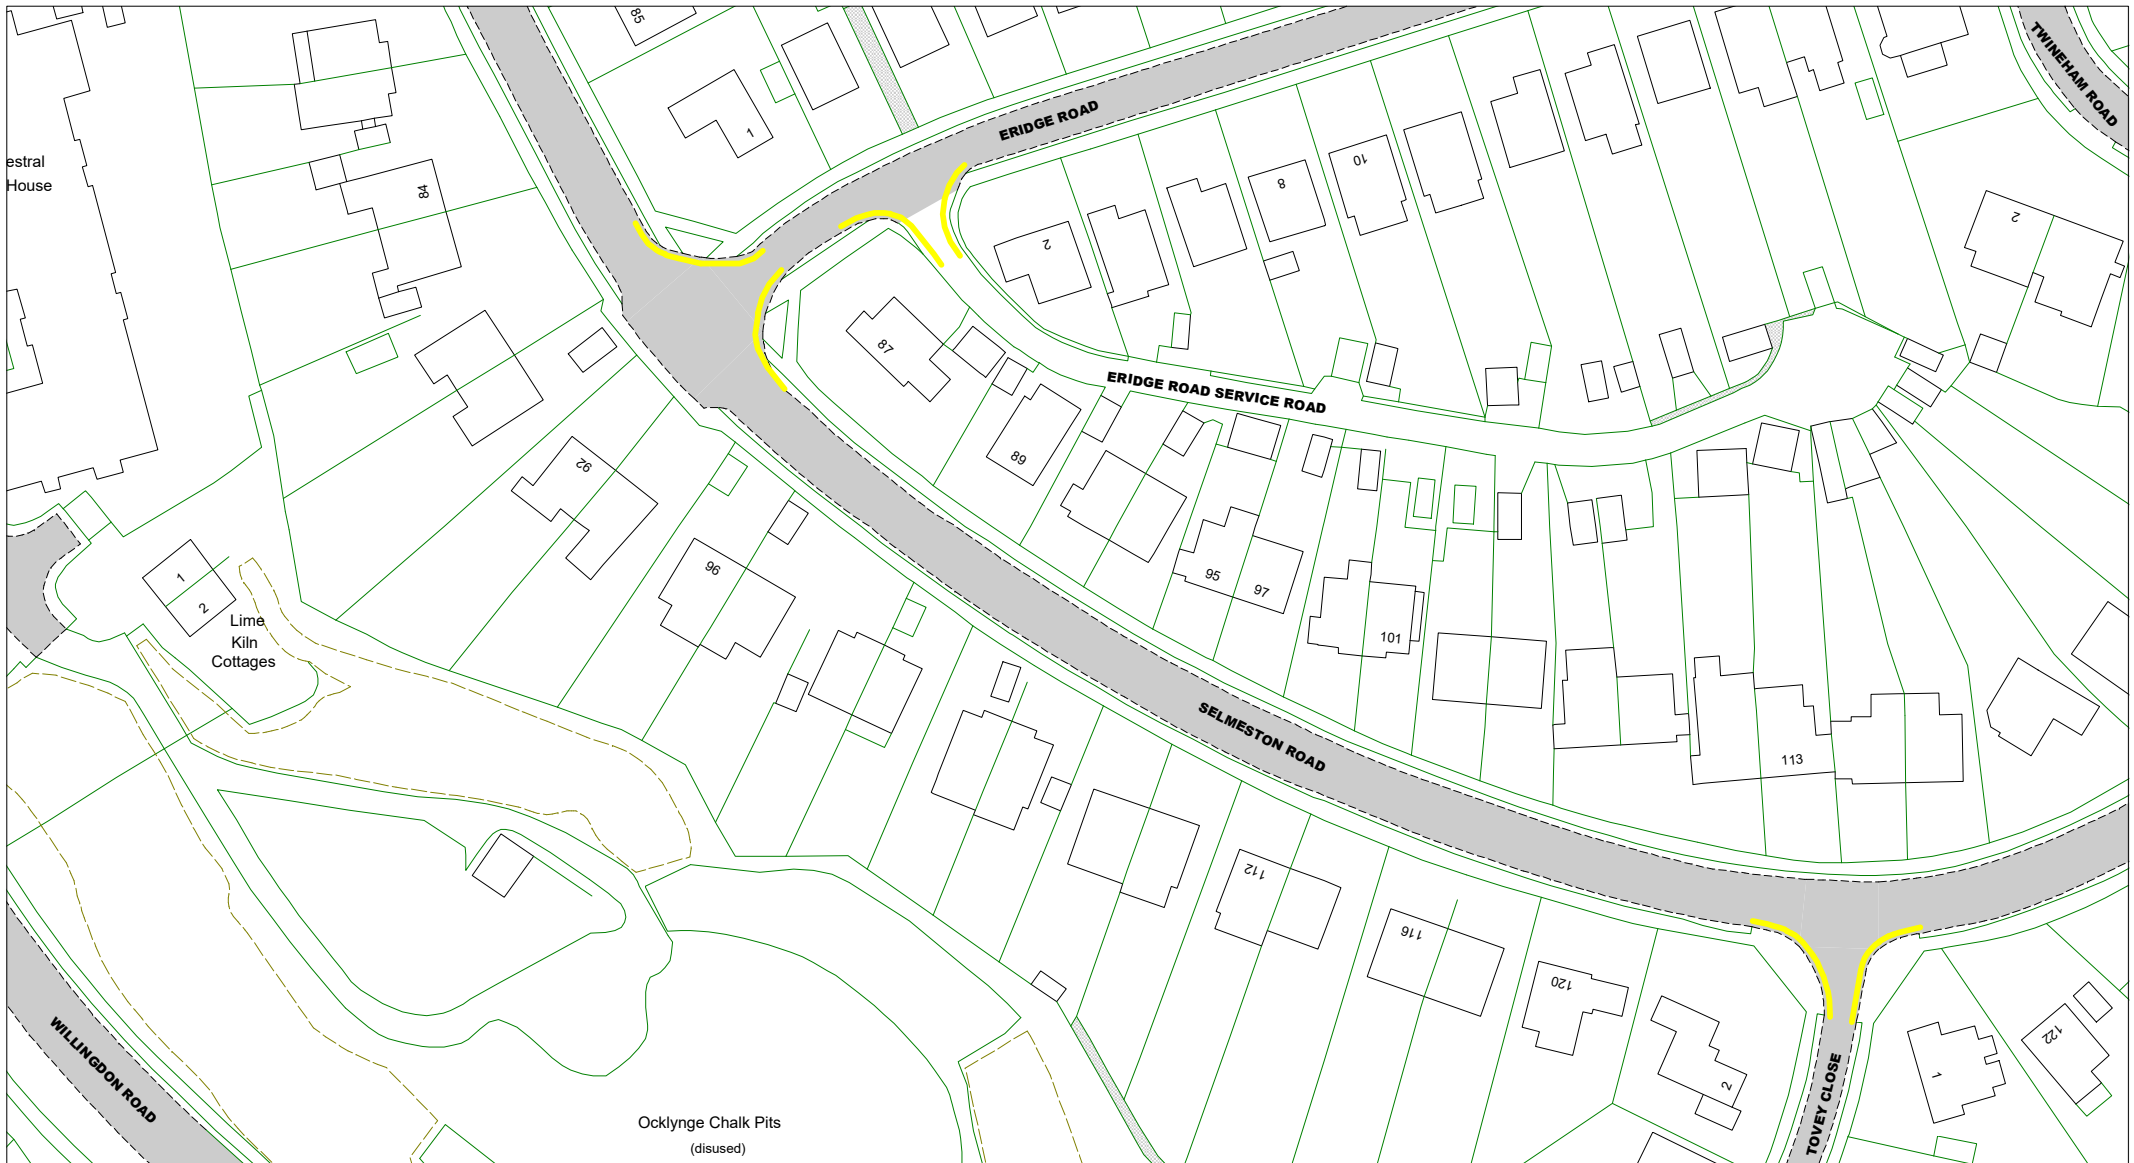 85
TWINEHAM ROAD
ERIDGE ROAD
1
estral
House
84
10
8
2
2
87
ERIDGE ROAD SERVICE ROAD
89
92
96
95
97
1
2
Lime
Kiln
Cottages
101
SELMESTON ROAD
113
112
116
120
122
2
1
WILLINGDON ROAD
TOVEY CLOSE
Ocklynge Chalk Pits
(disused)